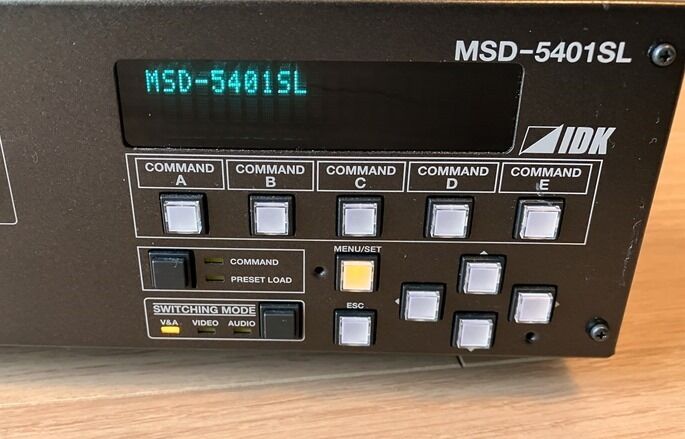 MSD-5401SL
MSD-5401SL
IDK
COMMAND A
COMMAND B
COMMAND C
COMMAND D
COMMAND E
COMMAND
PRESET LOAD
MENU/SET
SWITCHING MODE
V&A VIDEO AUDIO
ESC